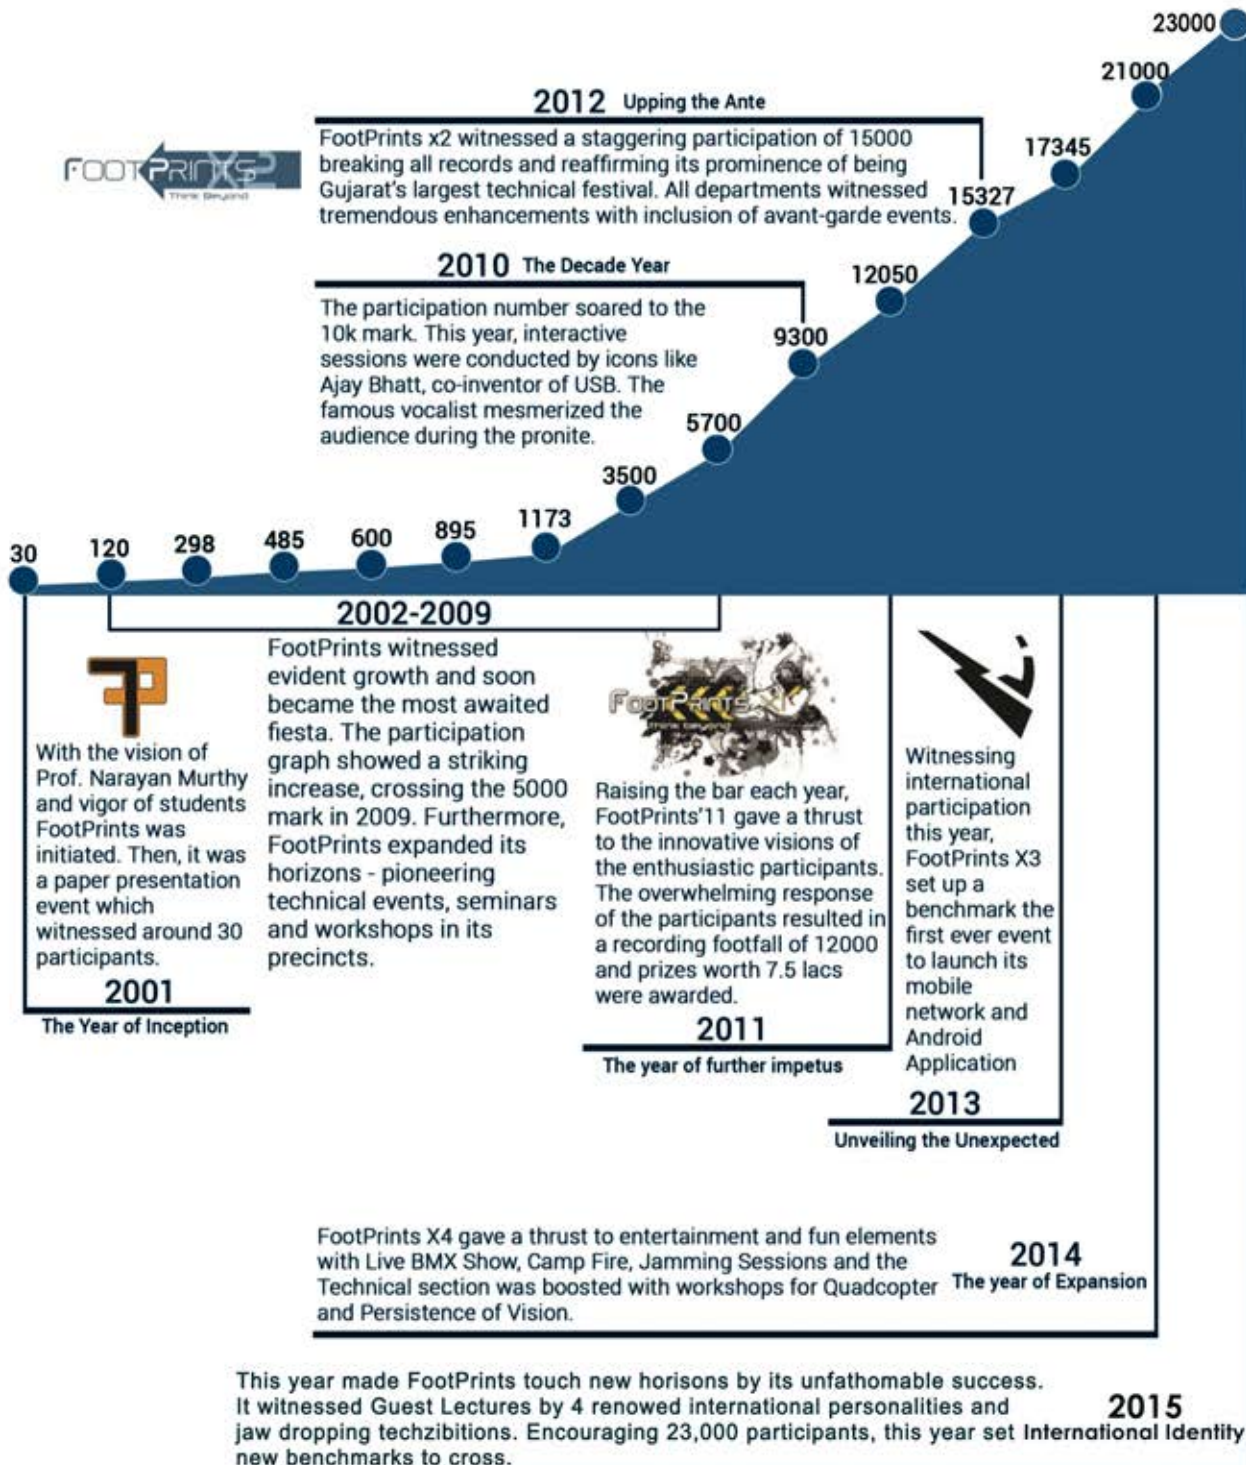 23000
21000
2012 Upping the Ante
FootPrints x2 witnessed a staggering participation of 15000
breaking all records and reaffirming its prominence of being
Gujarat's largest technical festival. All departments witnessed
tremendous enhancements with inclusion of avant-garde events.
FOOTPRINTS X2
Think Beyond
17345
15327
2010 The Decade Year
The participation number soared to the
10k mark. This year, interactive
sessions were conducted by icons like
Ajay Bhatt, co-inventor of USB. The
famous vocalist mesmerized the
audience during the pronite.
12050
9300
5700
3500
1173
895
600
485
298
120
30
2002-2009
FootPrints witnessed
evident growth and soon
became the most awaited
fiesta. The participation
graph showed a striking
increase, crossing the 5000
mark in 2009. Furthermore,
FootPrints expanded its
horizons - pioneering
technical events, seminars
and workshops in its
precincts.
With the vision of
Prof. Narayan Murthy
and vigor of students
FootPrints was
initiated. Then, it was
a paper presentation
event which
witnessed around 30
participants.
2001
The Year of Inception
FOOTPRINTS
Think Beyond
Raising the bar each year,
FootPrints'11 gave a thrust
to the innovative visions of
the enthusiastic participants.
The overwhelming response
of the participants resulted in
a recording footfall of 12000
and prizes worth 7.5 lacs
were awarded.
2011
The year of further impetus
Witnessing
international
participation
this year,
FootPrints X3
set up a
benchmark the
first ever event
to launch its
mobile
network and
Android
Application
2013
Unveiling the Unexpected
FootPrints X4 gave a thrust to entertainment and fun elements
with Live BMX Show, Camp Fire, Jamming Sessions and the
Technical section was boosted with workshops for Quadcopter
and Persistence of Vision.
2014
The year of Expansion
This year made FootPrints touch new horisons by its unfathomable success.
It witnessed Guest Lectures by 4 renowed international personalities and
jaw dropping techzibitions. Encouraging 23,000 participants, this year set
new benchmarks to cross.
2015
International Identity